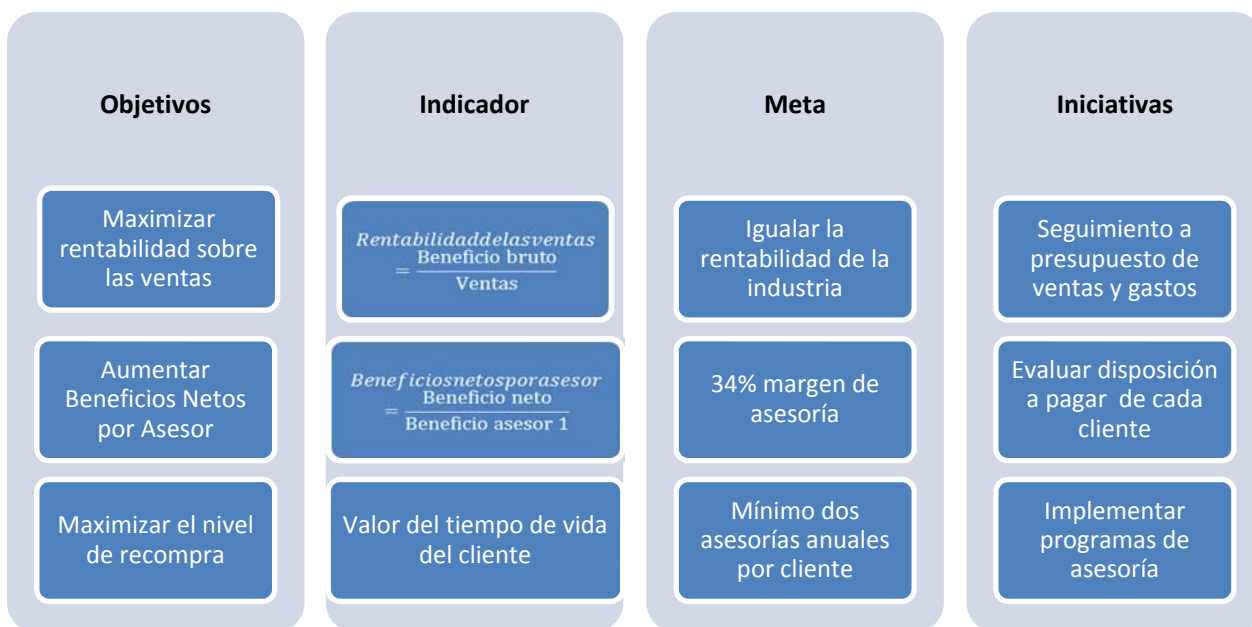 Objetivos
Maximizar
rentabilidad sobre
las ventas
Aumentar
Beneficios Netos
por Asesor
Maximizar el nivel
de recompra
Indicador
Rentabilidaddelasventas
= Beneficio bruto
Ventas
Beneficiosnetosporasesor
= Beneficio neto
Beneficio asesor 1
Valor del tiempo de vida
del cliente
Meta
Igualar la
rentabilidad de la
industria
34% margen de
asesoría
Mínimo dos
asesorías anuales
por cliente
Iniciativas
Seguimiento a
presupuesto de
ventas y gastos
Evaluar disposición
a pagar de cada
cliente
Implementar
programas de
asesoría